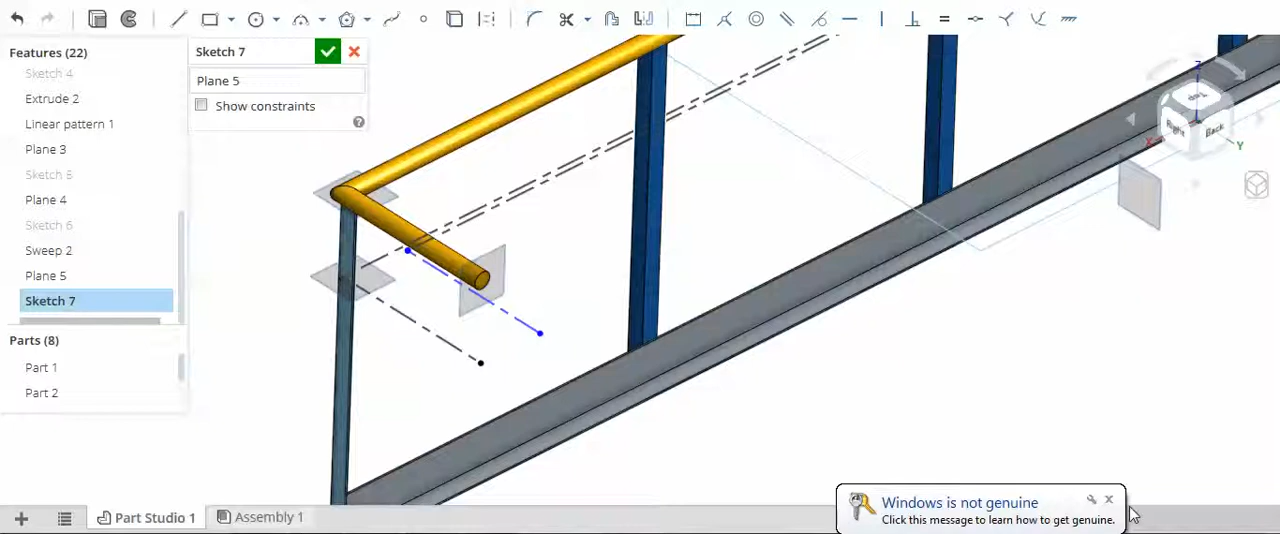 Features (22)
Sketch 4
Extrude 2
Linear pattern 1
Plane 3
Sketch 5
Plane 4
Sketch 6
Sweep 2
Plane 5
Sketch 7
Parts (8)
Part 1
Part 2
Sketch 7
Plane 5
Show constraints
Z
Top
Right
Back
X
Y
Part Studio 1
Assembly 1
Windows is not genuine
Click this message to learn how to get genuine.